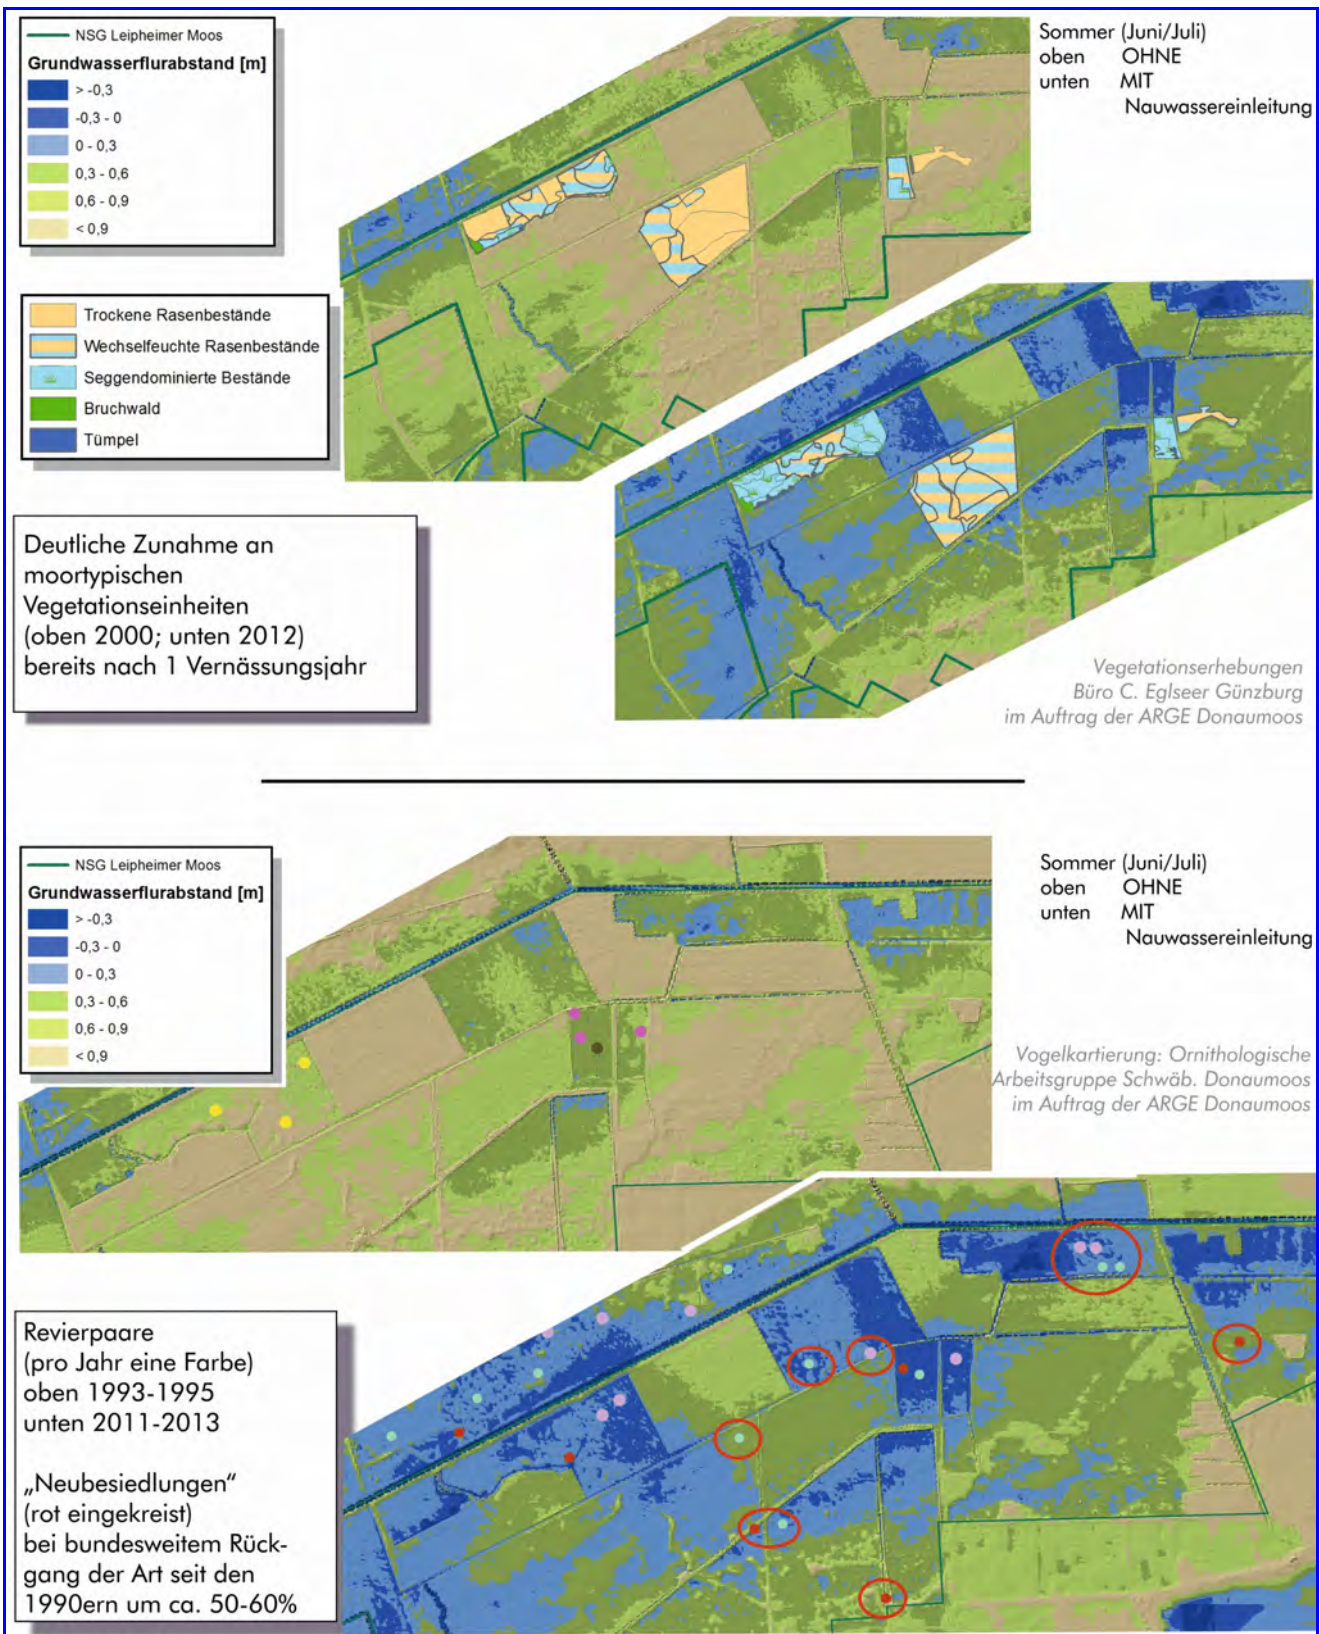 NSG Leipheimer Moos
Grundwasserflurabstand [m]
> -0,3
-0,3 - 0
0 - 0,3
0,3 - 0,6
0,6 - 0,9
< 0,9
Sommer (Juni/Juli)
oben OHNE
unten MIT
Nauwassereinleitung
Trockene Rasenbestände
Wechselfeuchte Rasenbestände
Seggendominierte Bestände
Bruchwald
Tümpel
Deutliche Zunahme an
moortypischen
Vegetationseinheiten
(oben 2000; unten 2012)
bereits nach 1 Vernässungsjahr
Vegetationserhebungen
Büro C. Eglseer Günzburg
im Auftrag der ARGE Donaumoos
NSG Leipheimer Moos
Grundwasserflurabstand [m]
> -0,3
-0,3 - 0
0 - 0,3
0,3 - 0,6
0,6 - 0,9
< 0,9
Sommer (Juni/Juli)
oben OHNE
unten MIT
Nauwassereinleitung
Vogelkartierung: Ornithologische
Arbeitsgruppe Schwäb. Donaumoos
im Auftrag der ARGE Donaumoos
Revierpaare
(pro Jahr eine Farbe)
oben 1993-1995
unten 2011-2013
„Neubesiedlungen“
(rot eingekreist)
bei bundesweitem Rück-
gang der Art seit den
1990ern um ca. 50-60%